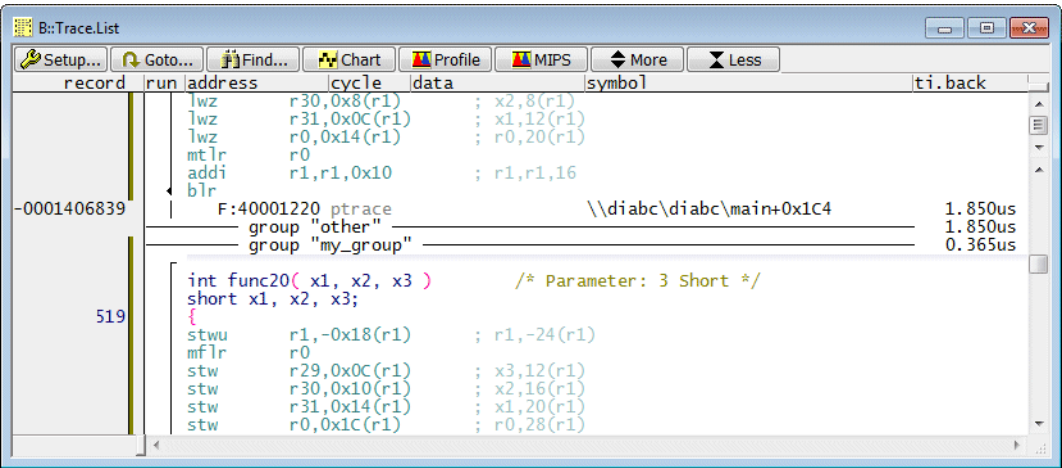 B::Trace.List
Setup... Goto... Find... Chart Profile MIPS More Less
record run address cycle data symbol ti.back
lwz r30,0x8(r1) ; x2,8(r1)
lwz r31,0x0C(r1) ; x1,12(r1)
lwz r0,0x14(r1) ; r0,20(r1)
mtlr r0
addi r1,r1,0x10 ; r1,r1,16
blr
-0001406839 F:40001220 ptrace \\diabc\diabc\main+0x1C4 1.850us
group "other" 1.850us
group "my_group" 0.365us
int func20( x1, x2, x3 ) /* Parameter: 3 Short */
short x1, x2, x3;
519 {
stwu r1,-0x18(r1) ; r1,-24(r1)
mflr r0
stw r29,0x0C(r1) ; x3,12(r1)
stw r30,0x10(r1) ; x2,16(r1)
stw r31,0x14(r1) ; x1,20(r1)
stw r0,0x1C(r1) ; r0,28(r1)